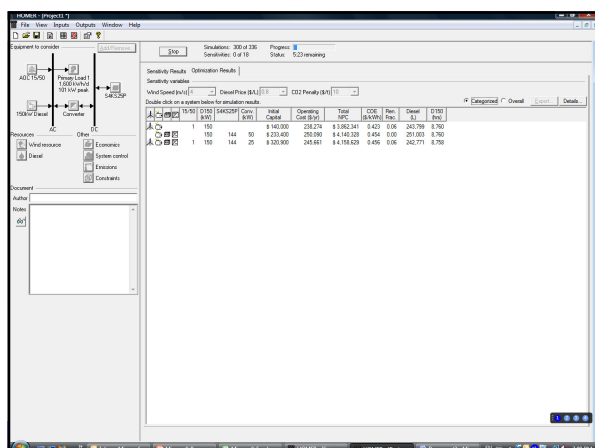 HOMER - [Project1 *]
File View Inputs Outputs Window Help
Equipment to consider
Add/Remove...
AOC 15/50
Primary Load 1
1,600 kWh/d
101 kW peak
S4KS25P
150kW Diesel
Converter
AC
DC
Resources
Other
Wind resource
Economics
Diesel
System control
Emissions
Constraints
Document
Author
Notes
Stop
Simulations: 300 of 336
Progress:
Sensitivities: 0 of 18
Status: 5:23 remaining
Sensitivity Results
Optimization Results
Sensitivity variables
Wind Speed (m/s) 4
Diesel Price ($/L) 0.8
CO2 Penalty ($/t) 10
Double click on a system below for simulation results.
Categorized
Overall
Export...
Details...
15/50 D150 (kW) S4KS25P Conv. (kW) Initial Capital Operating Cost ($/yr) Total NPC COE ($/kWh) Ren. Frac. Diesel (L) D150 (hrs)
1 150 $ 140,000 238,274 $ 3,862,341 0.423 0.06 243,799 8,760
150 144 50 $ 233,400 250,090 $ 4,140,328 0.454 0.00 251,003 8,760
1 150 144 25 $ 320,900 245,661 $ 4,158,629 0.456 0.06 242,771 8,758